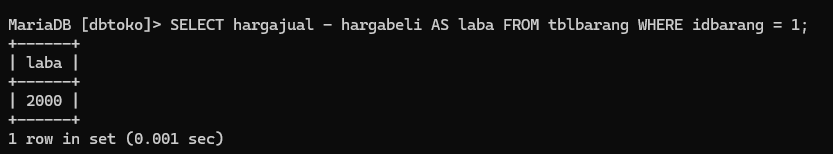 MariaDB [dbtoko]> SELECT hargajual - hargabeli AS laba FROM tblbarang WHERE idbarang = 1;
+------+
| laba |
+------+
| 2000 |
+------+
1 row in set (0.001 sec)